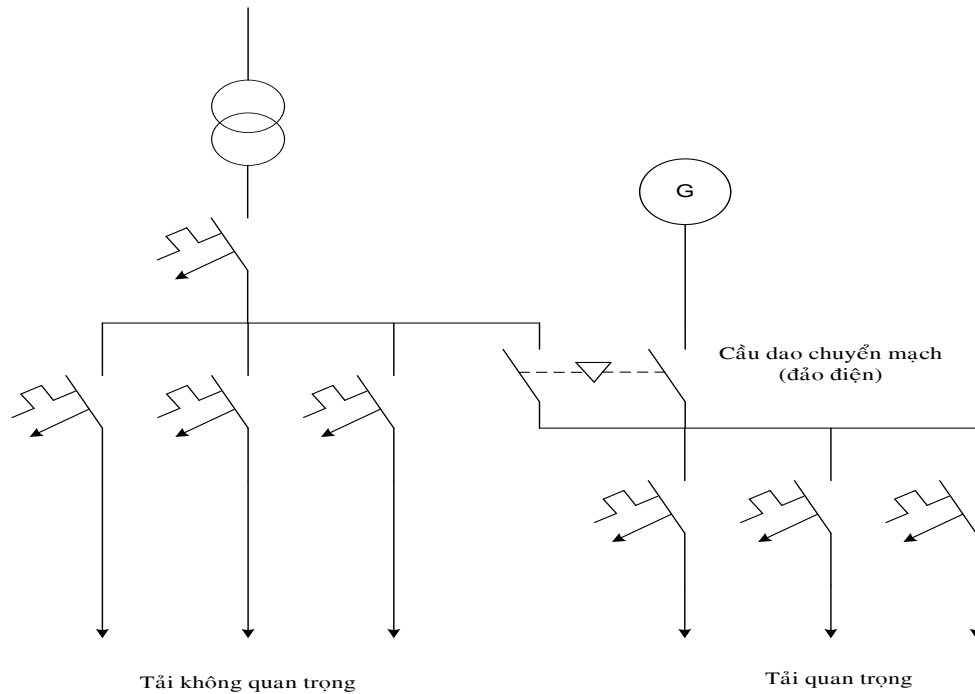 G
Cầu dao chuyển mạch
(đảo điện)
Tải không quan trọng
Tải quan trọng